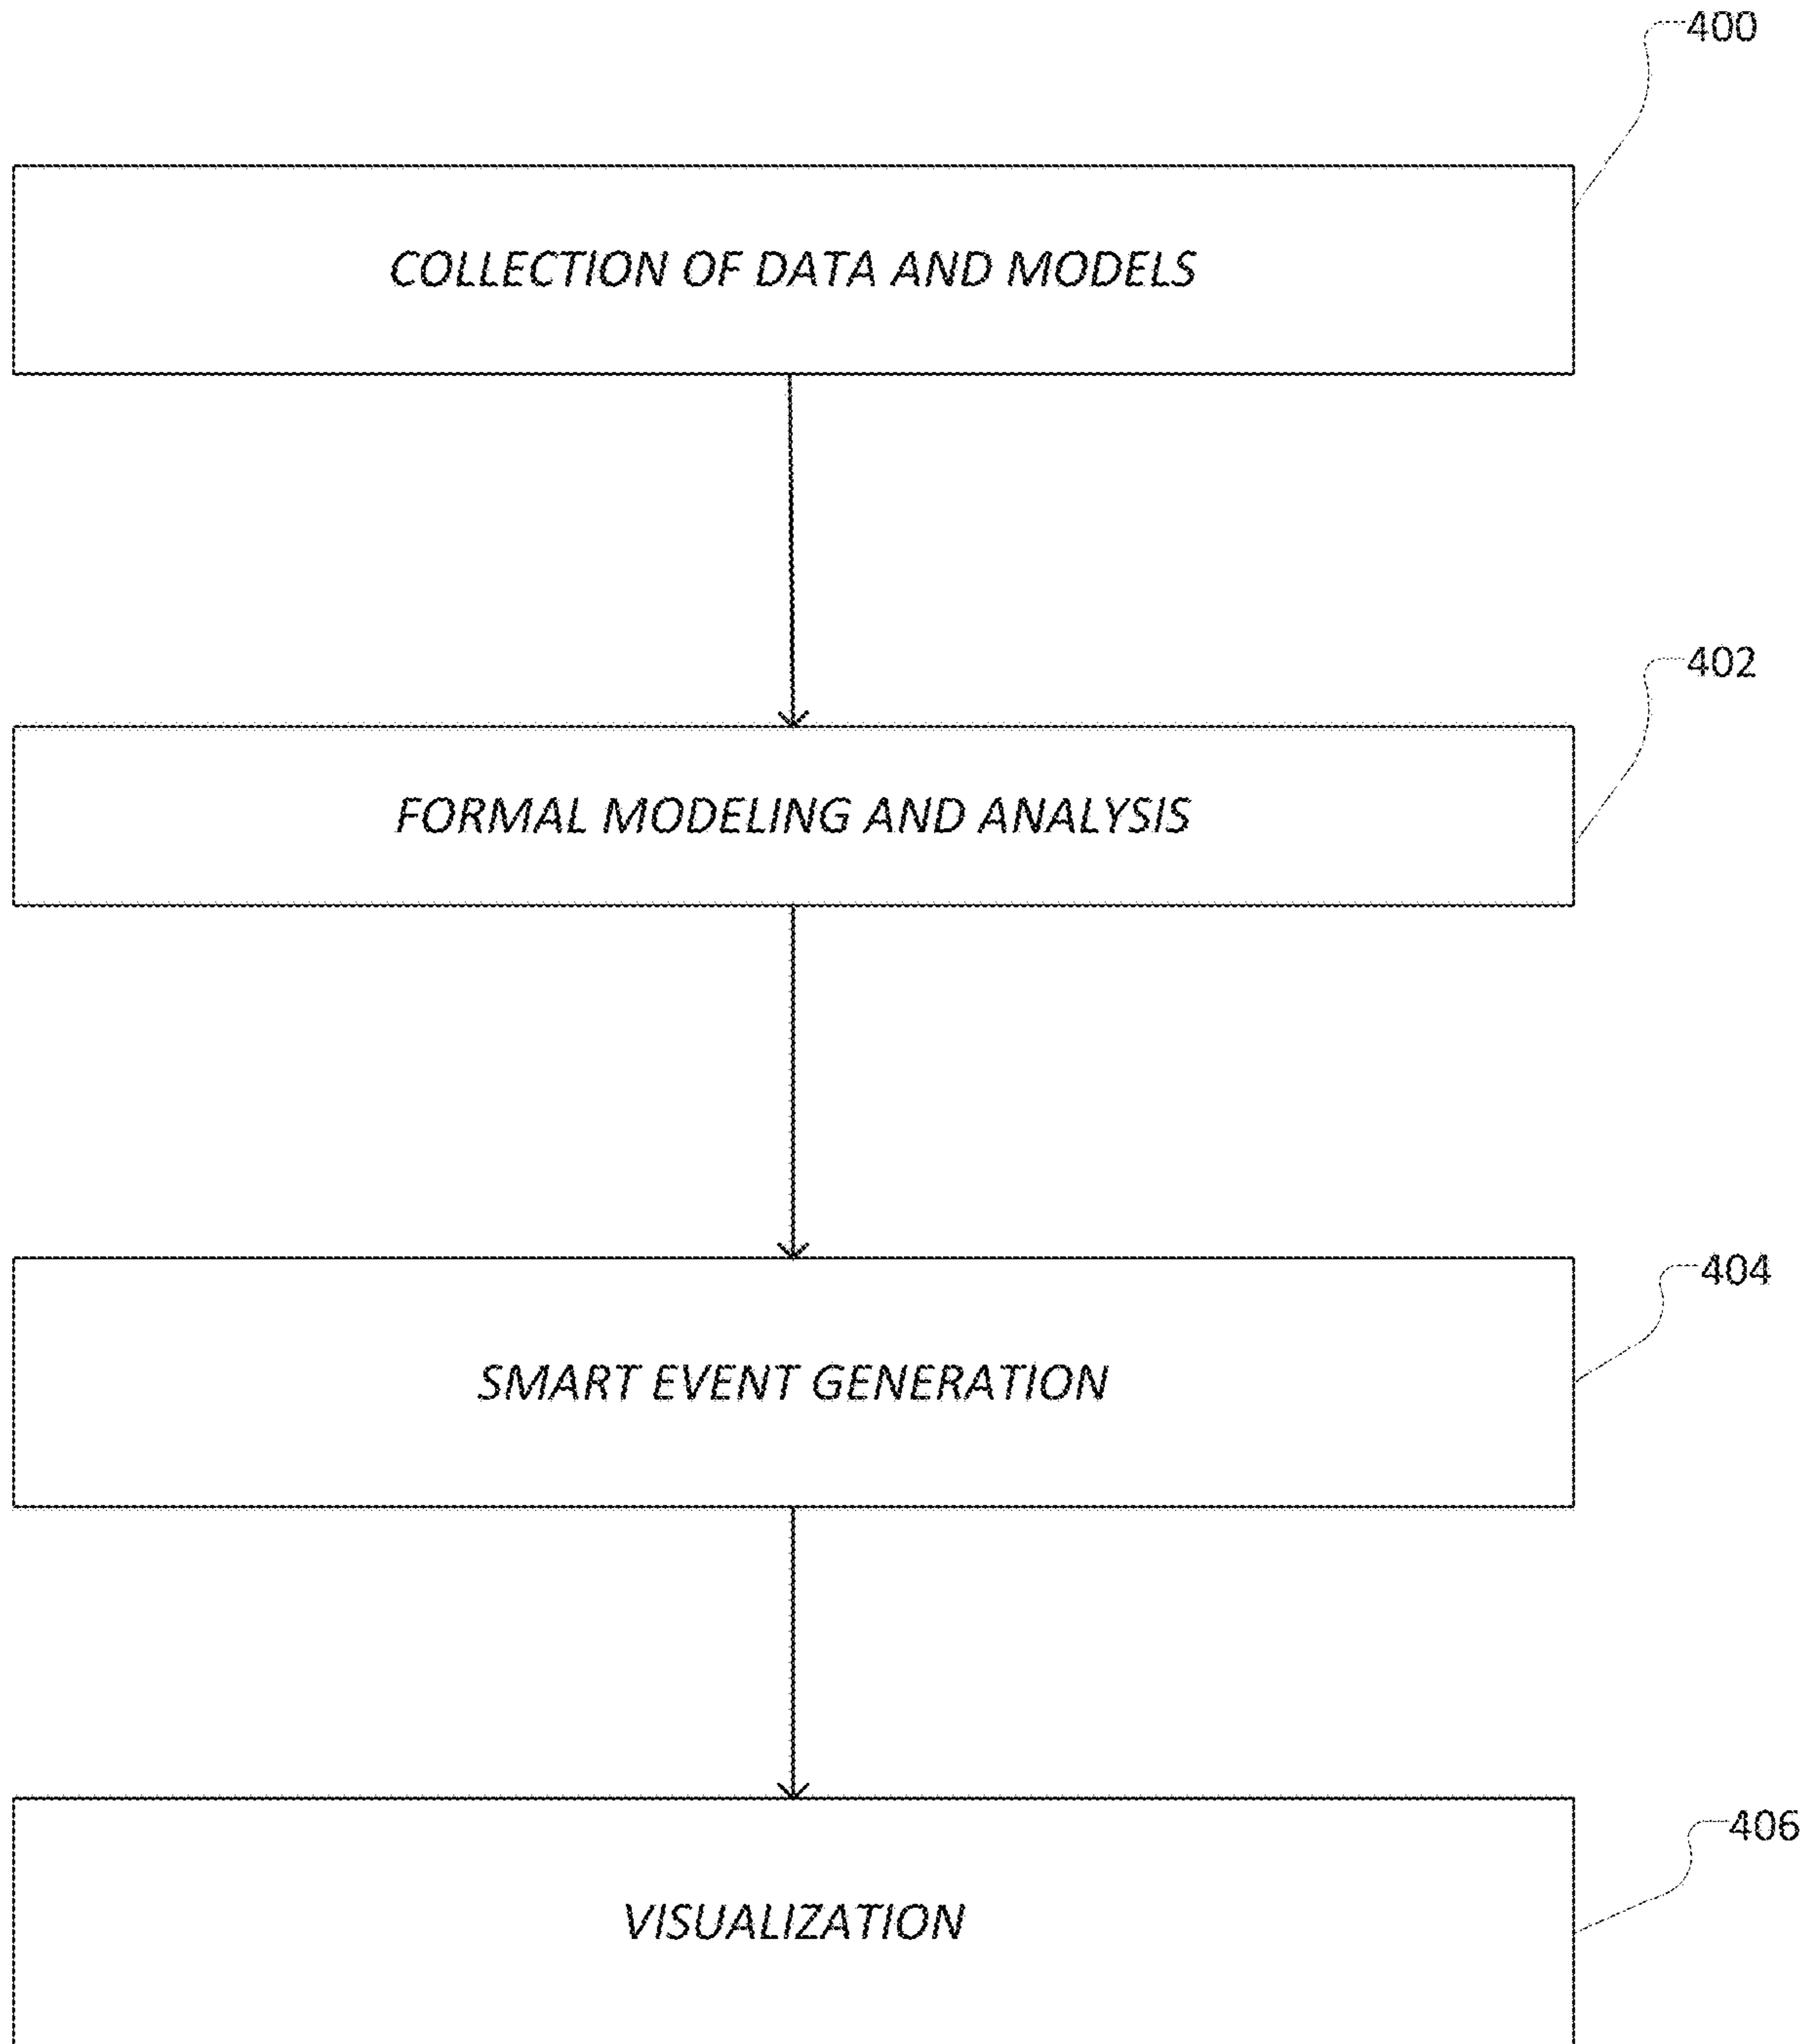 400
COLLECTION OF DATA AND MODELS
402
FORMAL MODELING AND ANALYSIS
404
SMART EVENT GENERATION
406
VISUALIZATION